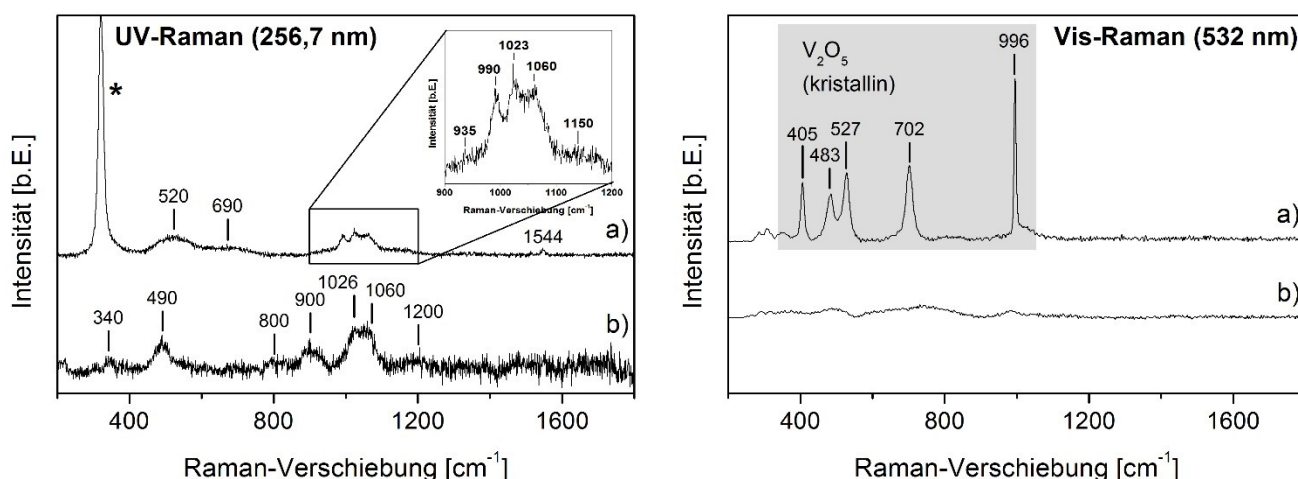 UV-Raman (256,7 nm)
*
520
690
1544
a)
Intensität [b.E.]
935
990
1023
1060
1150
900
1000
1100
1200
Raman-Verschiebung [cm⁻¹]
340
490
800
900
1026
1060
1200
b)
Intensität [b.E.]
400
800
1200
1600
Raman-Verschiebung [cm⁻¹]
Vis-Raman (532 nm)
V₂O₅
(kristallin)
405
483
527
702
996
a)
b)
Intensität [b.E.]
400
800
1200
1600
Raman-Verschiebung [cm⁻¹]